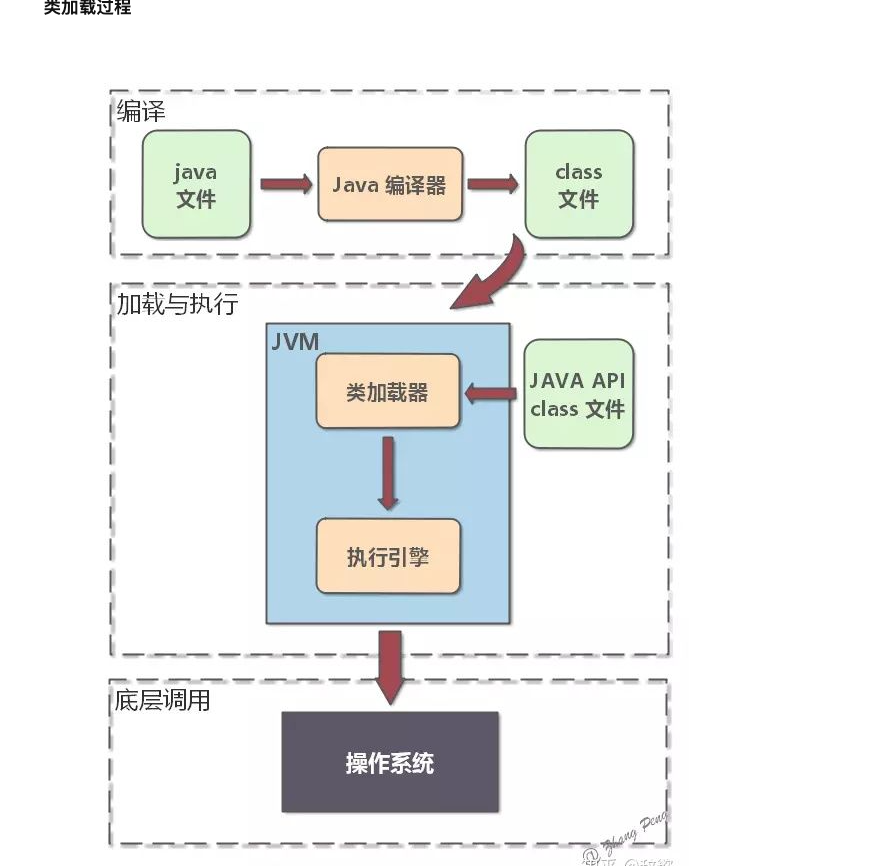 类加载过程
编译
java
文件
Java 编译器
class
文件
加载与执行
JVM
类加载器
JAVA API
class 文件
执行引擎
底层调用
操作系统
@ Zhang Peng